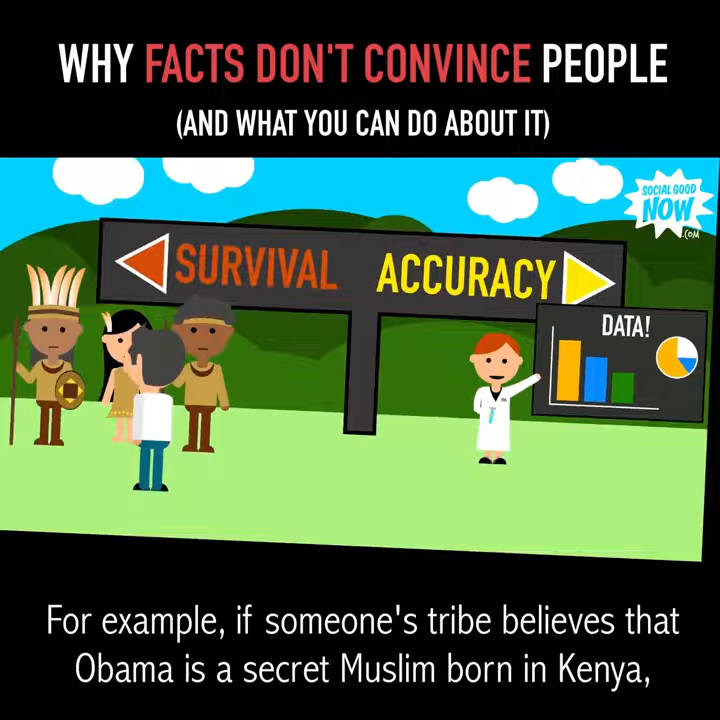 WHY FACTS DON'T CONVINCE PEOPLE
(AND WHAT YOU CAN DO ABOUT IT)
SOCIAL GOOD
NOW
.COM
SURVIVAL ACCURACY
DATA!
For example, if someone's tribe believes that
Obama is a secret Muslim born in Kenya,